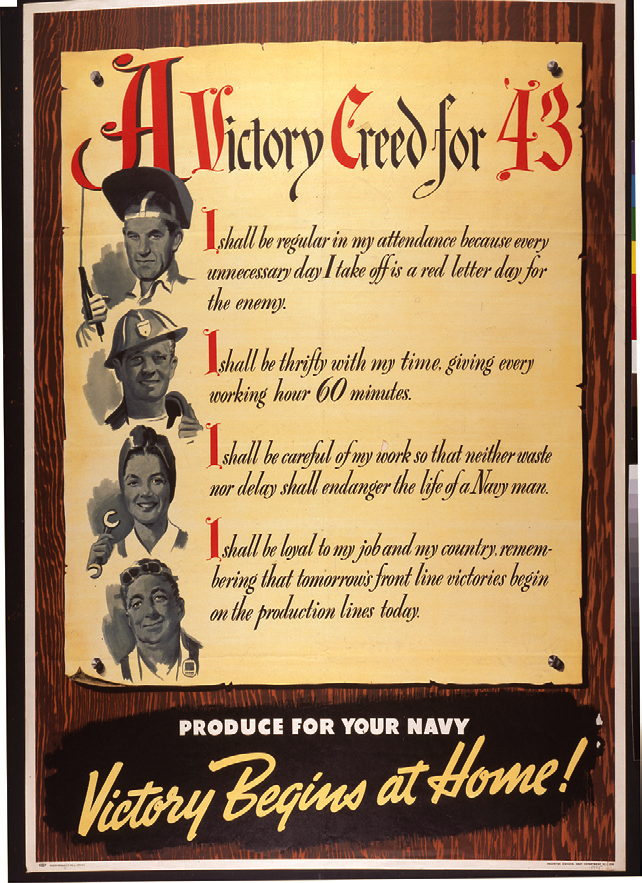 A Victory Creed for '43
I shall be regular in my attendance because every
unnecessary day I take off is a red letter day for
the enemy.
I shall be thrifty with my time, giving every
working hour 60 minutes.
I shall be careful of my work so that neither waste
nor delay shall endanger the life of a Navy man.
I shall be loyal to my job and my country, remem-
bering that tomorrow's front line victories begin
on the production lines today.
PRODUCE FOR YOUR NAVY
Victory Begins at Home!